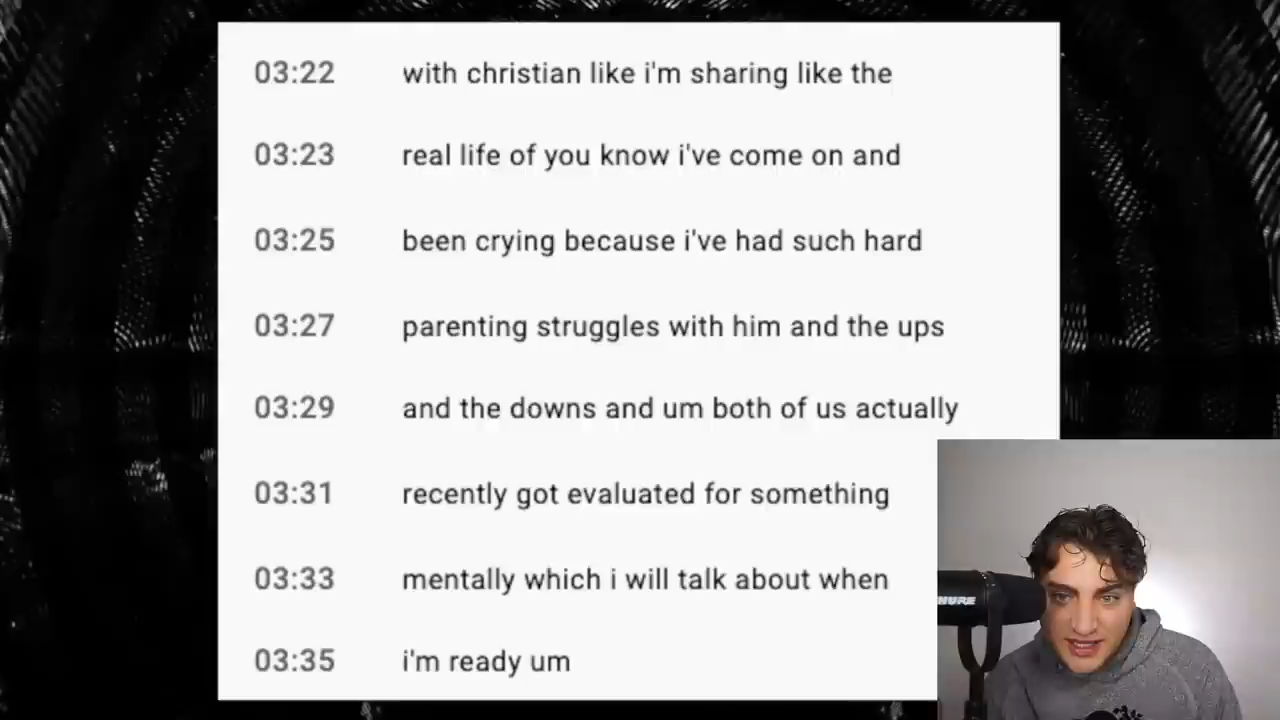 03:22 with christian like i'm sharing like the
03:23 real life of you know i've come on and
03:25 been crying because i've had such hard
03:27 parenting struggles with him and the ups
03:29 and the downs and um both of us actually
03:31 recently got evaluated for something
03:33 mentally which i will talk about when
03:35 i'm ready um